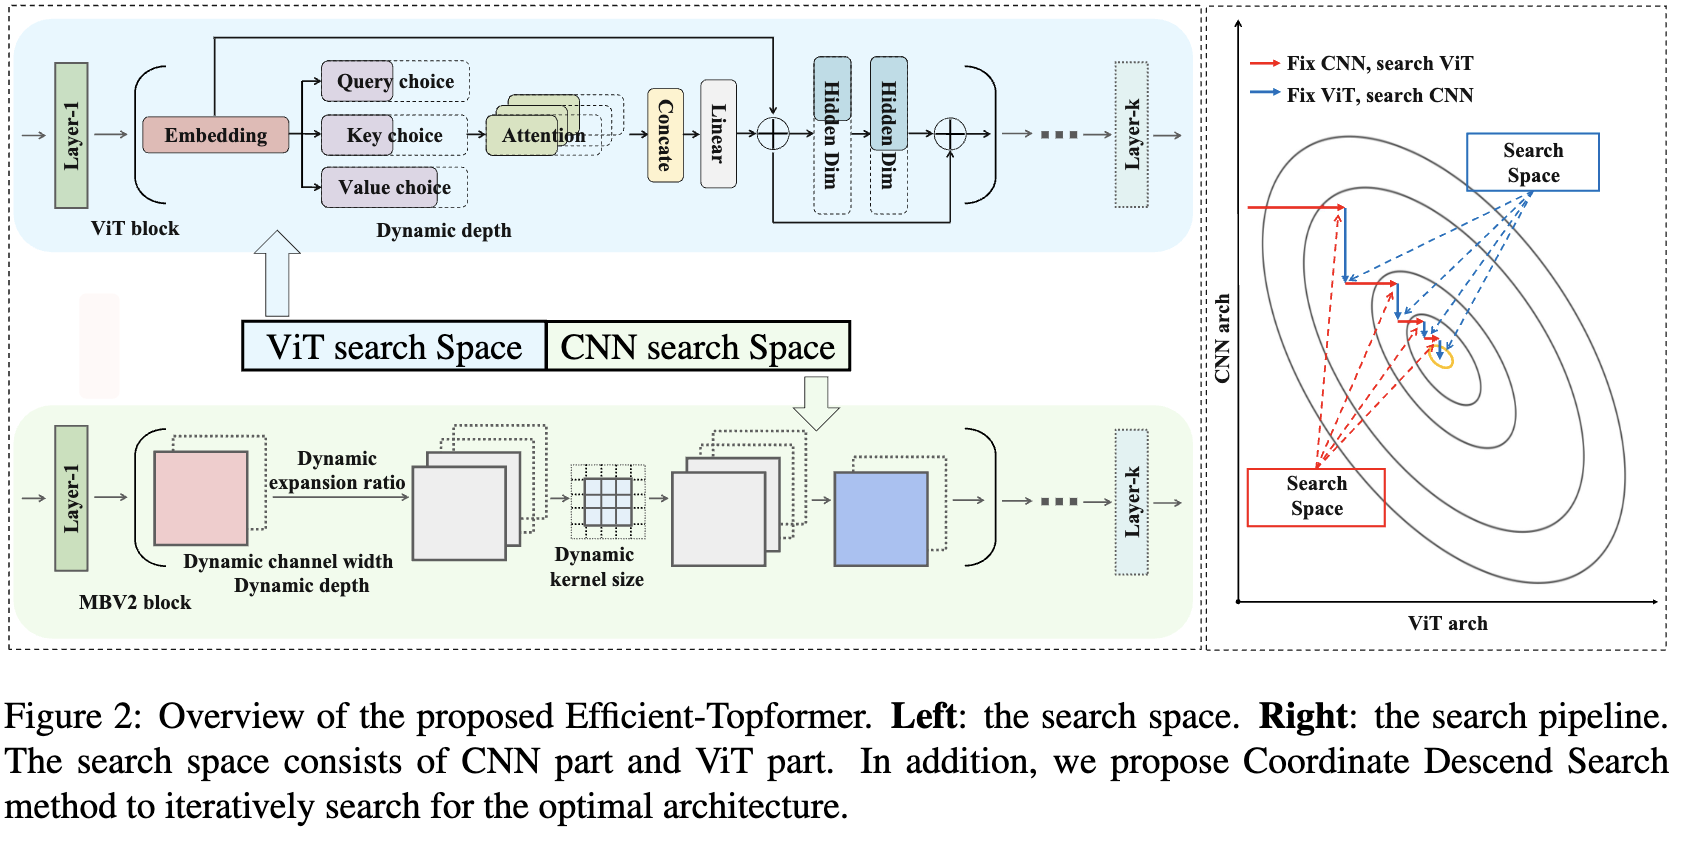 Layer-1
Embedding
Query choice
Key choice
Value choice
Attention
Concate
Linear
Hidden Dim
Hidden Dim
Layer-k
ViT block
Dynamic depth
ViT search Space
CNN search Space
Layer-1
Dynamic
expansion ratio
Dynamic channel width
Dynamic depth
Dynamic
kernel size
Layer-k
MBV2 block
Fix CNN, search ViT
Fix ViT, search CNN
Search
Space
CNN arch
Search
Space
ViT arch
Figure 2: Overview of the proposed Efficient-Topformer. Left: the search space. Right: the search pipeline.
The search space consists of CNN part and ViT part. In addition, we propose Coordinate Descend Search
method to iteratively search for the optimal architecture.